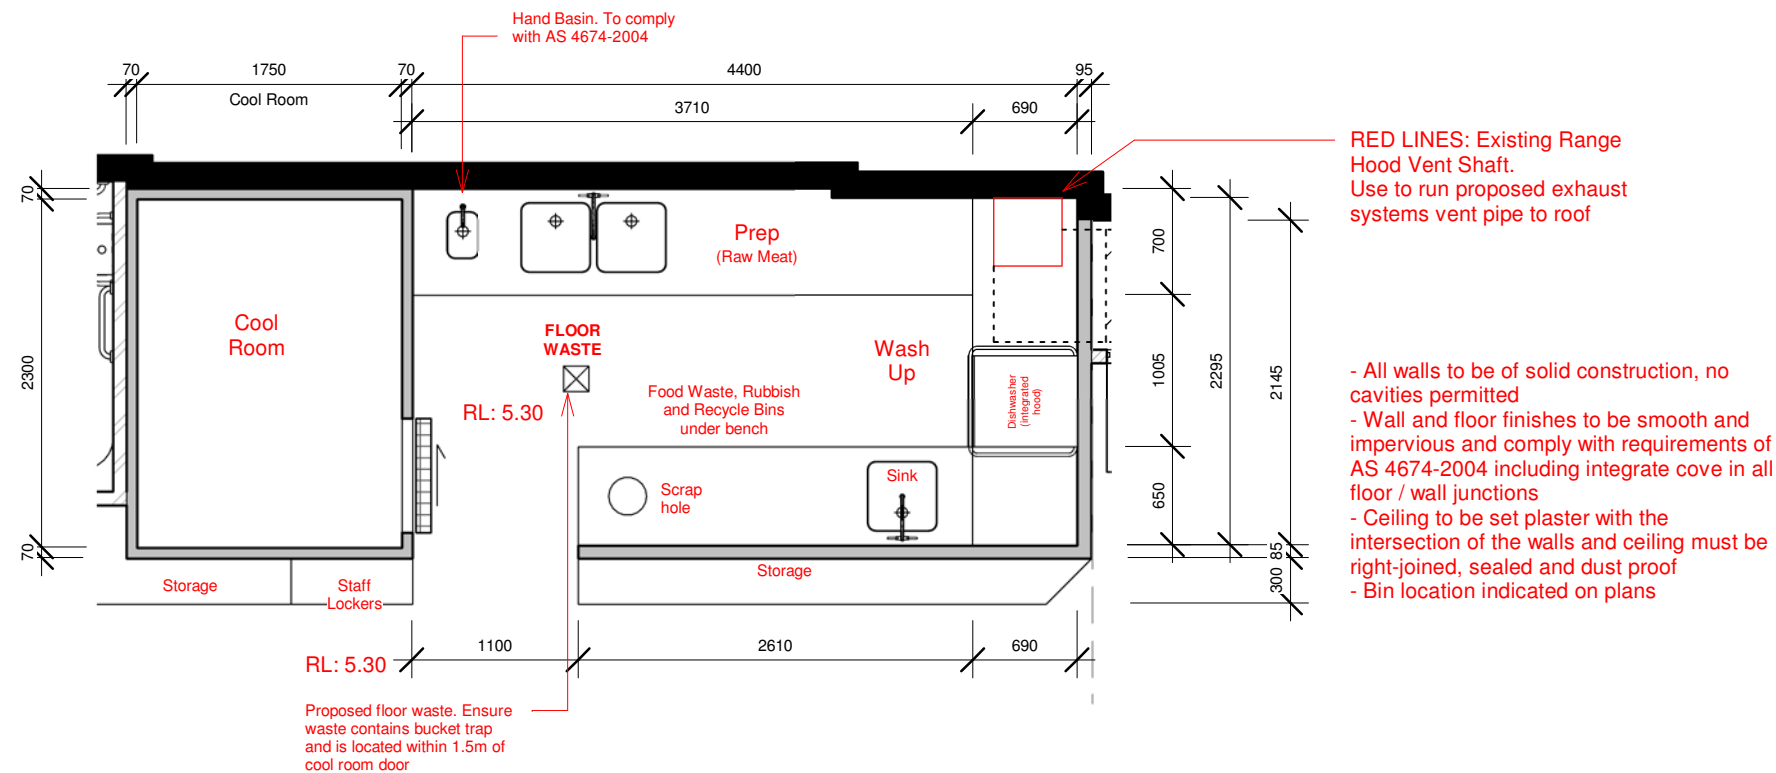 Hand Basin. To comply
with AS 4674-2004
70
1750
70
4400
95
Cool Room
3710
690
RED LINES: Existing Range
Hood Vent Shaft.
Use to run proposed exhaust
systems vent pipe to roof
70
2300
70
Prep
(Raw Meat)
Cool
Room
FLOOR
WASTE
Wash
Up
RL: 5.30
Food Waste, Rubbish
and Recycle Bins
under bench
Dishwasher
(integrated
hood)
Scrap
hole
Sink
700
1005
650
2295
2145
85
300
- All walls to be of solid construction, no
cavities permitted
- Wall and floor finishes to be smooth and
impervious and comply with requirements of
AS 4674-2004 including integrate cove in all
floor / wall junctions
- Ceiling to be set plaster with the
intersection of the walls and ceiling must be
right-joined, sealed and dust proof
- Bin location indicated on plans
Storage
Staff
Lockers
Storage
1100
2610
690
RL: 5.30
Proposed floor waste. Ensure
waste contains bucket trap
and is located within 1.5m of
cool room door